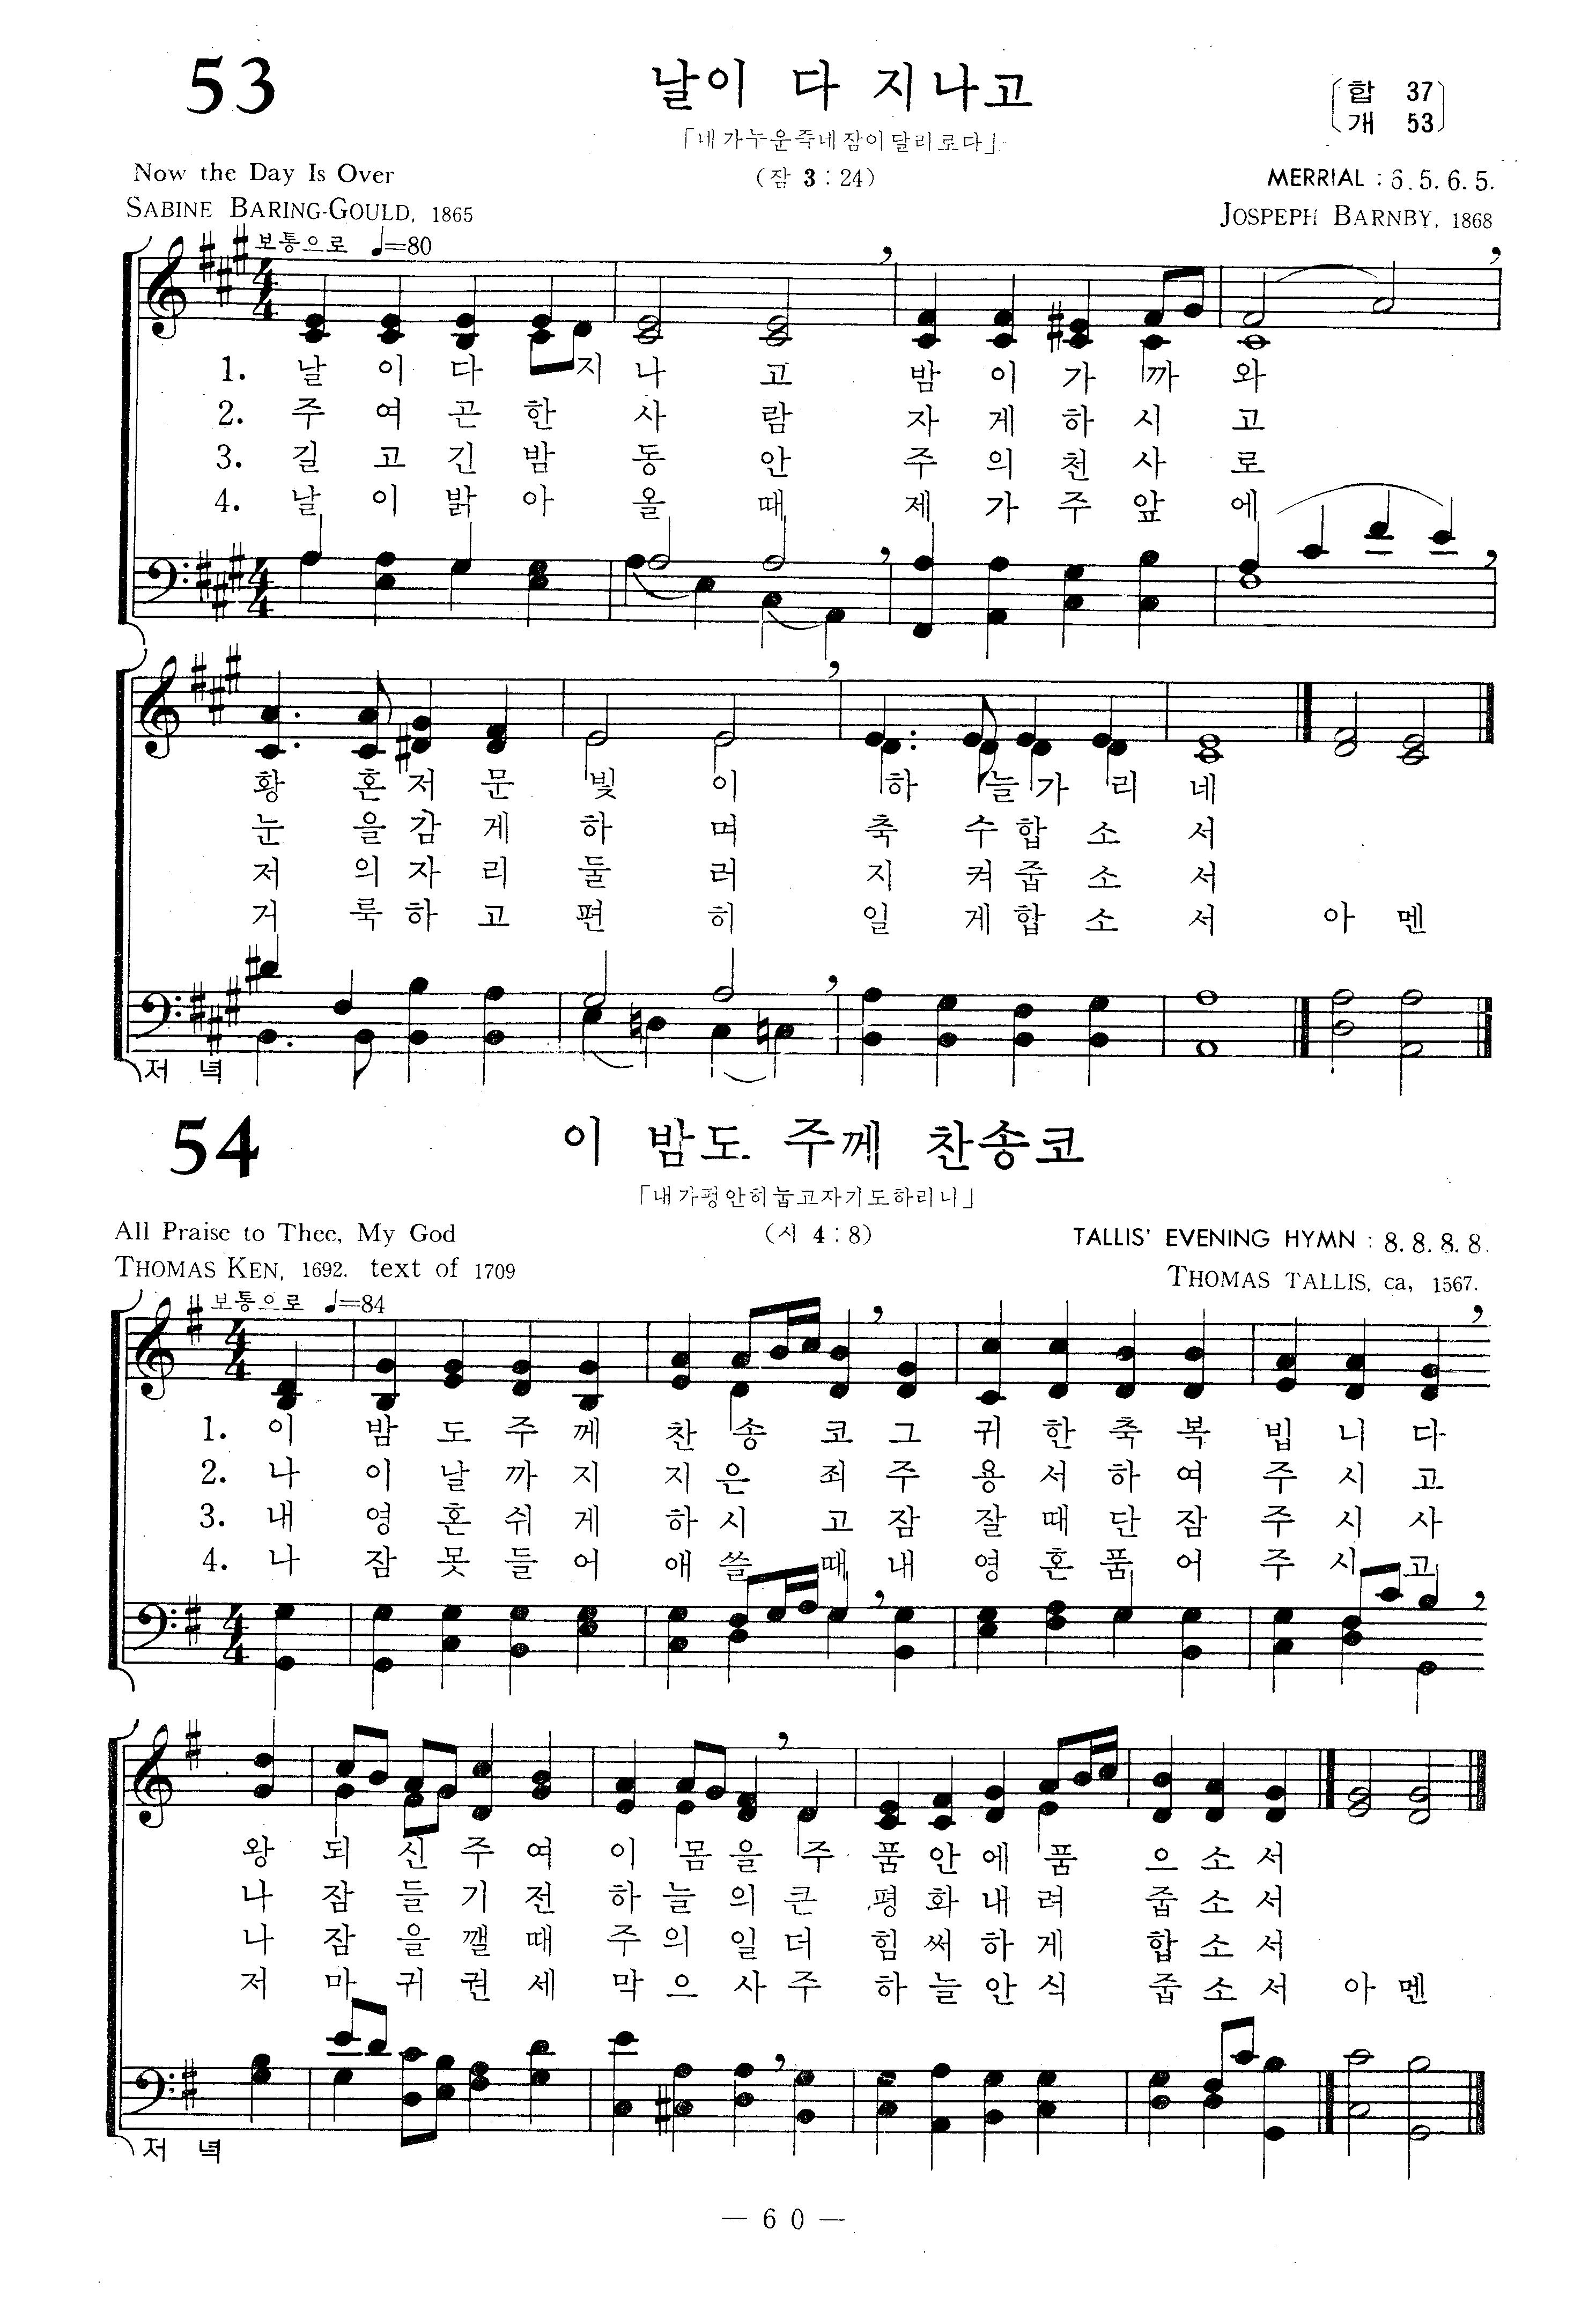 53
날이 다 지나고
합 37
개 53
「네가누운즉네잠이달리로다」
Now the Day Is Over
(잠 3 : 24)
MERRIAL : 6.5.6.5.
SABINE BARING-GOULD, 1865
JOSPEPH BARNBY, 1868
보통으로 ♩=80
1. 날 이 다 지 나 고 밤 이 가 까 와
2. 주 여 곤 한 사 람 자 게 하 시 고
3. 길 고 긴 밤 동 안 주 의 천 사 로
4. 날 이 밝 아 올 때 제 가 주 앞 에
황 혼 저 문 빛 이 하 늘 가 리 네
눈 을 감 게 하 며 축 수 합 소 서
저 의 자 리 둘 러 지 켜 줍 소 서
거 룩 하 고 편 히 일 게 합 소 서 아 멘
저 녁
54
이 밤도 주께 찬송코
「내가평안히눕고자기도하리니」
All Praise to Thee, My God
(시 4 : 8)
TALLIS' EVENING HYMN : 8.8.8.8.
THOMAS KEN, 1692. text of 1709
THOMAS TALLIS, ca, 1567.
보통으로 ♩=84
1. 이 밤 도 주 께 찬 송 코 그 귀 한 축 복 빕 니 다
2. 나 이 날 까 지 지 은 죄 주 용 서 하 여 주 시 고
3. 내 영 혼 쉬 게 하 시 고 잠 잘 때 단 잠 주 시 사
4. 나 잠 못 들 어 애 쓸 때 내 영 혼 품 어 주 시 고
왕 되 신 주 여 이 몸 을 주 품 안 에 품 으 소 서
나 잠 들 기 전 하 늘 의 큰 평 화 내 려 줍 소 서
나 잠 을 깰 때 주 의 일 더 힘 써 하 게 합 소 서
저 마 귀 권 세 막 으 사 주 하 늘 안 식 줍 소 서 아 멘
저 녁
— 6 0 —